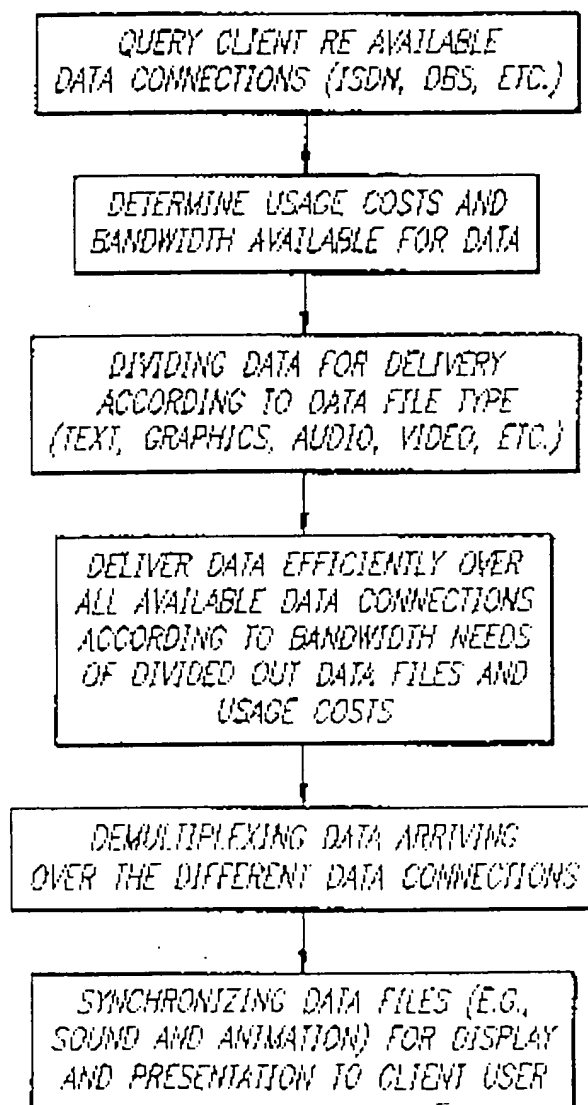 QUERY CLIENT RE AVAILABLE
DATA CONNECTIONS (ISDN, DBS, ETC.)
DETERMINE USAGE COSTS AND
BANDWIDTH AVAILABLE FOR DATA
DIVIDING DATA FOR DELIVERY
ACCORDING TO DATA FILE TYPE
(TEXT, GRAPHICS, AUDIO, VIDEO, ETC.)
DELIVER DATA EFFICIENTLY OVER
ALL AVAILABLE DATA CONNECTIONS
ACCORDING TO BANDWIDTH NEEDS
OF DIVIDED OUT DATA FILES AND
USAGE COSTS
DEMULTIPLEXING DATA ARRIVING
OVER THE DIFFERENT DATA CONNECTIONS
SYNCHRONIZING DATA FILES (E.G.,
SOUND AND ANIMATION) FOR DISPLAY
AND PRESENTATION TO CLIENT USER